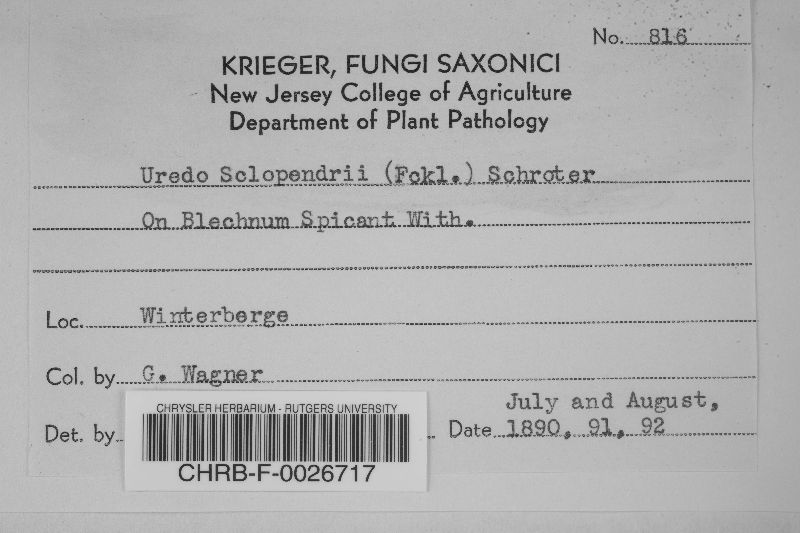 No. 816
KRIEGER, FUNGI SAXONICI
New Jersey College of Agriculture
Department of Plant Pathology
Uredo Sclopendrii (Fckl.) Schroter
On Blechnum Spicant With.
Loc. Winterberge
Col. by G. Wagner
July and August,
Det. by Date 1890, 91, 92
CHRYSLER HERBARIUM - RUTGERS UNIVERSITY
CHRB-F-0026717